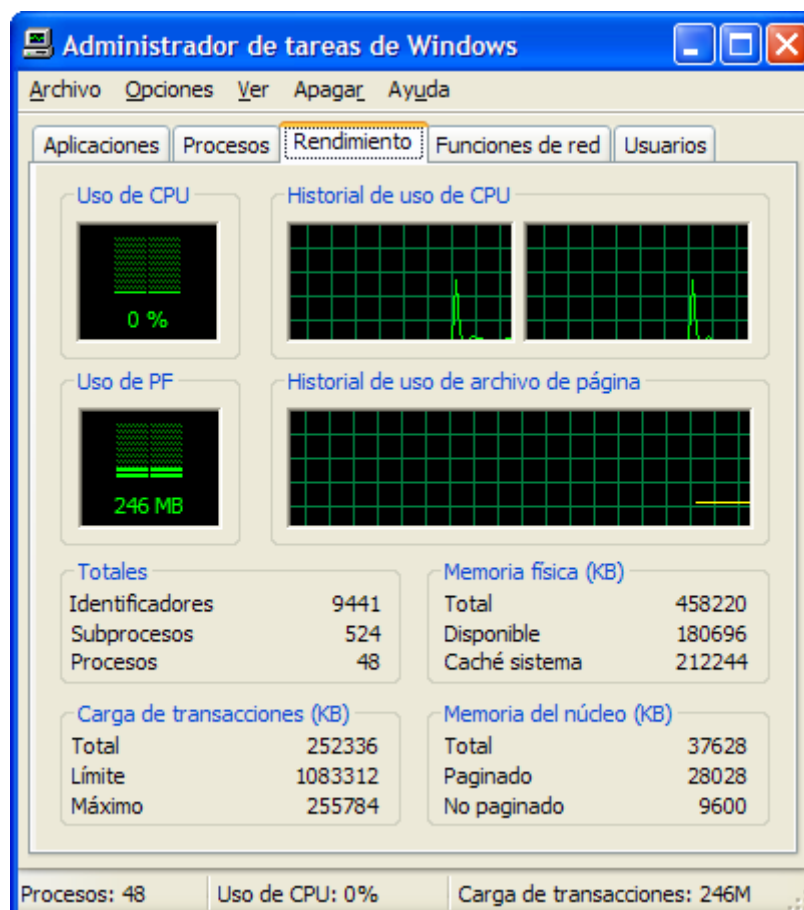 Administrador de tareas de Windows
Archivo Opciones Ver Apagar Ayuda
Aplicaciones Procesos Rendimiento Funciones de red Usuarios
Uso de CPU
0 %
Historial de uso de CPU
Uso de PF
246 MB
Historial de uso de archivo de página
Totales
Identificadores 9441
Subprocesos 524
Procesos 48
Memoria física (KB)
Total 458220
Disponible 180696
Caché sistema 212244
Carga de transacciones (KB)
Total 252336
Límite 1083312
Máximo 255784
Memoria del núcleo (KB)
Total 37628
Paginado 28028
No paginado 9600
Procesos: 48 Uso de CPU: 0% Carga de transacciones: 246M